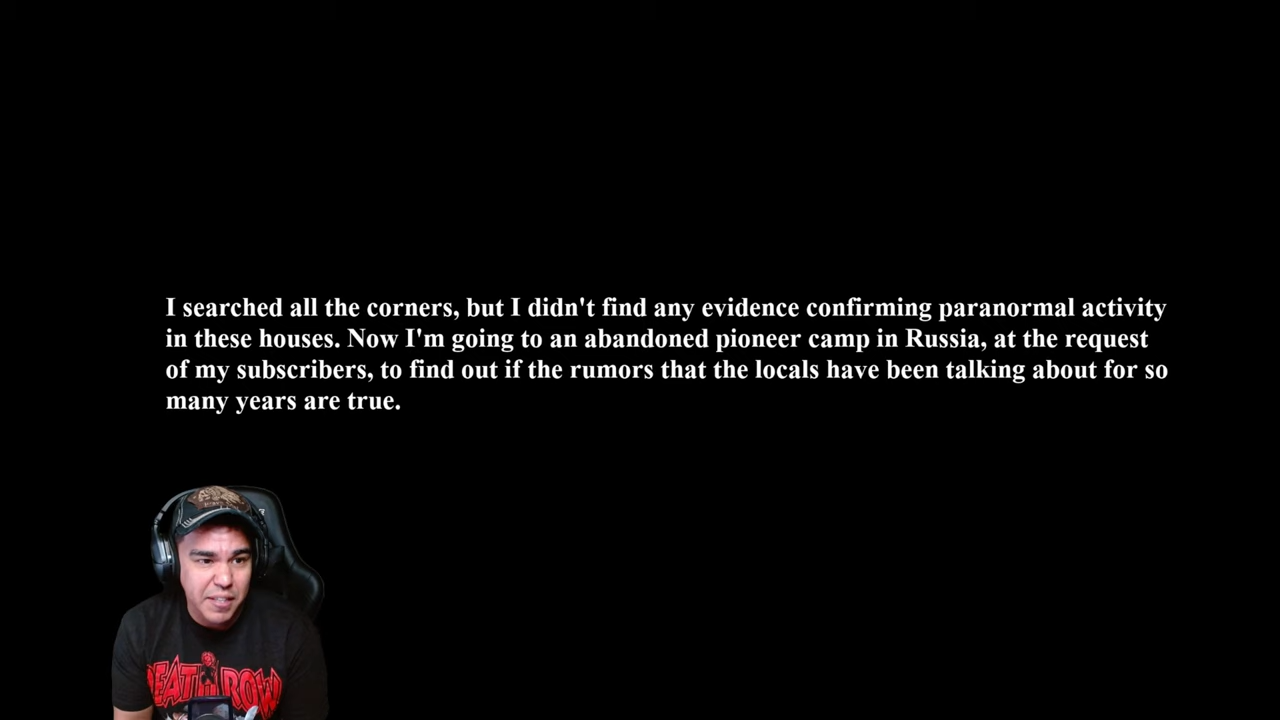 I searched all the corners, but I didn't find any evidence confirming paranormal activity
in these houses. Now I'm going to an abandoned pioneer camp in Russia, at the request
of my subscribers, to find out if the rumors that the locals have been talking about for so
many years are true.
DEATH ROW